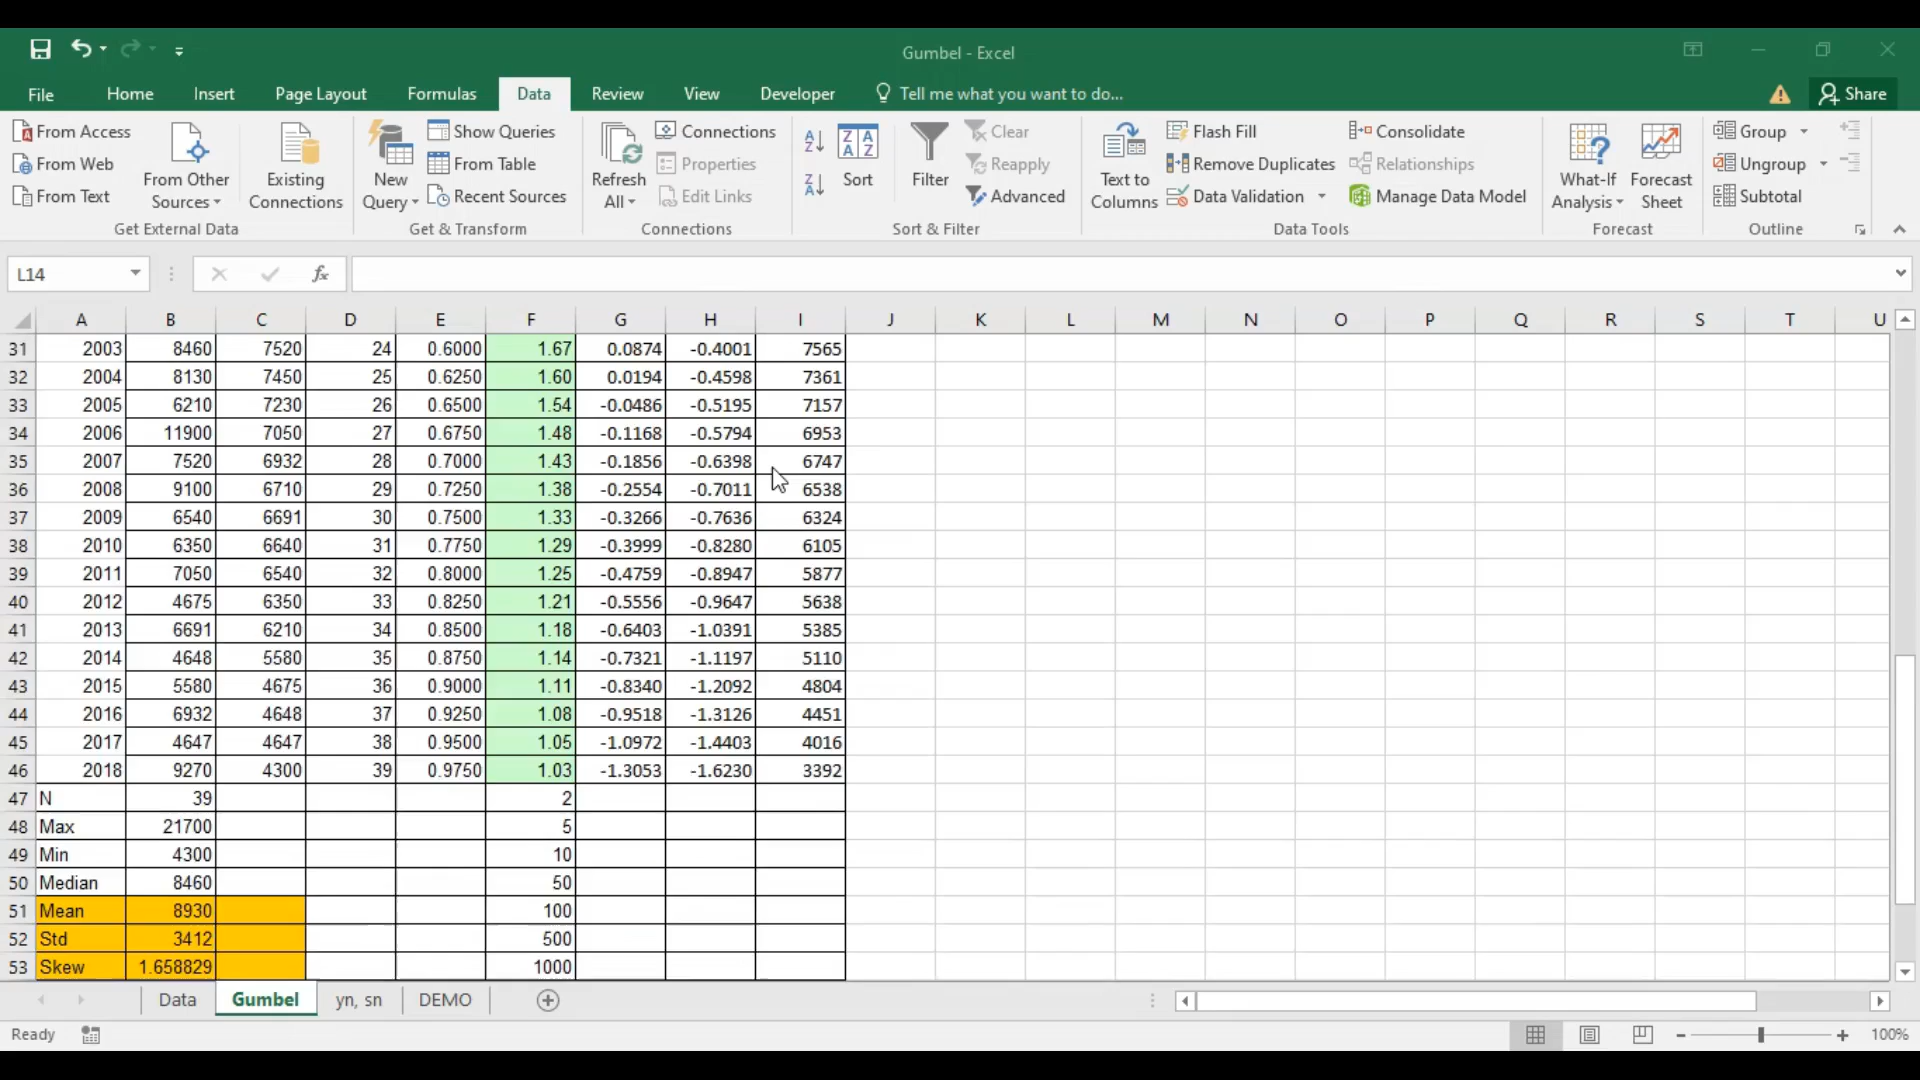 Gumbel - Excel
File Home Insert Page Layout Formulas Data Review View Developer Tell me what you want to do... Share
From Access
From Web
From Text
From Other
Sources
Existing
Connections
Get External Data
New
Query
Show Queries
From Table
Recent Sources
Get & Transform
Refresh
All
Connections
Properties
Edit Links
Connections
Sort
Filter
Clear
Reapply
Advanced
Sort & Filter
Text to
Columns
Flash Fill
Remove Duplicates
Data Validation
Consolidate
Relationships
Manage Data Model
Data Tools
What-If
Analysis
Forecast
Sheet
Forecast
Group
Ungroup
Subtotal
Outline
L14 fx
A B C D E F G H I J K L M N O P Q R S T U
31 2003 8460 7520 24 0.6000 1.67 0.0874 -0.4001 7565
32 2004 8130 7450 25 0.6250 1.60 0.0194 -0.4598 7361
33 2005 6210 7230 26 0.6500 1.54 -0.0486 -0.5195 7157
34 2006 11900 7050 27 0.6750 1.48 -0.1168 -0.5794 6953
35 2007 7520 6932 28 0.7000 1.43 -0.1856 -0.6398 6747
36 2008 9100 6710 29 0.7250 1.38 -0.2554 -0.7011 6538
37 2009 6540 6691 30 0.7500 1.33 -0.3266 -0.7636 6324
38 2010 6350 6640 31 0.7750 1.29 -0.3999 -0.8280 6105
39 2011 7050 6540 32 0.8000 1.25 -0.4759 -0.8947 5877
40 2012 4675 6350 33 0.8250 1.21 -0.5556 -0.9647 5638
41 2013 6691 6210 34 0.8500 1.18 -0.6403 -1.0391 5385
42 2014 4648 5580 35 0.8750 1.14 -0.7321 -1.1197 5110
43 2015 5580 4675 36 0.9000 1.11 -0.8340 -1.2092 4804
44 2016 6932 4648 37 0.9250 1.08 -0.9518 -1.3126 4451
45 2017 4647 4647 38 0.9500 1.05 -1.0972 -1.4403 4016
46 2018 9270 4300 39 0.9750 1.03 -1.3053 -1.6230 3392
47 N 39 2
48 Max 21700 5
49 Min 4300 10
50 Median 8460 50
51 Mean 8930 100
52 Std 3412 500
53 Skew 1.658829 1000
Data Gumbel yn, sn DEMO
Ready 100%